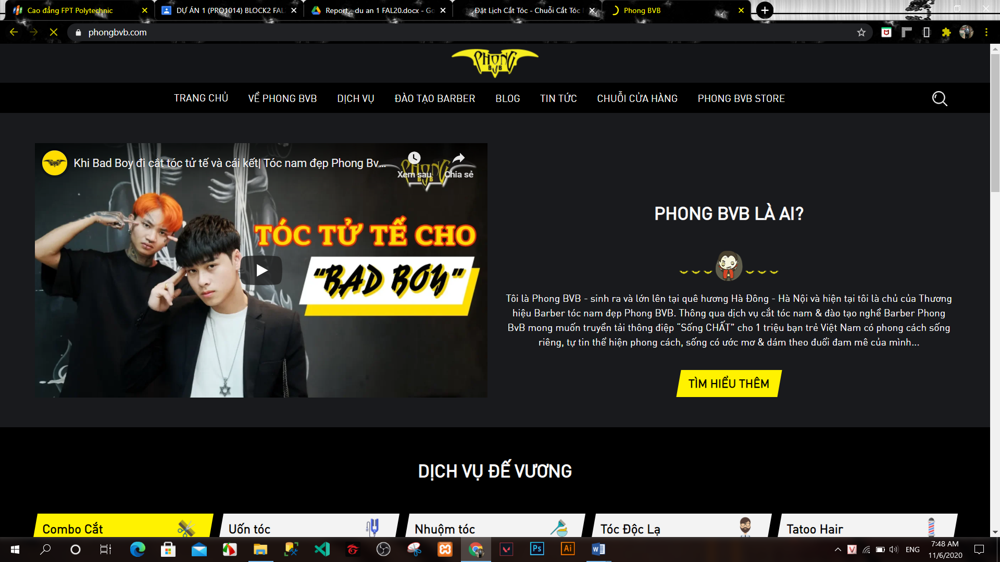 Cao đẳng FPT Polytechnic
DỰ ÁN 1 (PRO1014) BLOCK2 FAL
Report_ du an 1 FAL20.docx - Go
Đặt Lịch Cắt Tóc - Chuỗi Cắt Tóc
Phong BVB
phongbvb.com
PHONG
BVB
TRANG CHỦ
VỀ PHONG BVB
DỊCH VỤ
ĐÀO TẠO BARBER
BLOG
TIN TỨC
CHUỖI CỬA HÀNG
PHONG BVB STORE
Khi Bad Boy đi cắt tóc tử tế và cái kết| Tóc nam đẹp Phong Bv...
Xem sau
Chia sẻ
PHONG
BVB
TÓC TỬ TẾ CHO
"BAD BOY"
PHONG BVB LÀ AI?
Tôi là Phong BVB - sinh ra và lớn lên tại quê hương Hà Đông - Hà Nội và hiện tại tôi là chủ của Thương
hiệu Barber tóc nam đẹp Phong BVB. Thông qua dịch vụ cắt tóc nam & đào tạo nghề Barber Phong
BvB mong muốn truyền tải thông điệp “Sống CHẤT” cho 1 triệu bạn trẻ Việt Nam có phong cách sống
riêng, tự tin thể hiện phong cách, sống có ước mơ & dám theo đuổi đam mê của mình...
TÌM HIỂU THÊM
DỊCH VỤ ĐẾ VƯƠNG
Combo Cắt
Uốn tóc
Nhuộm tóc
Tóc Độc Lạ
Tatoo Hair
Ps
Ai
ENG
7:48 AM
11/6/2020